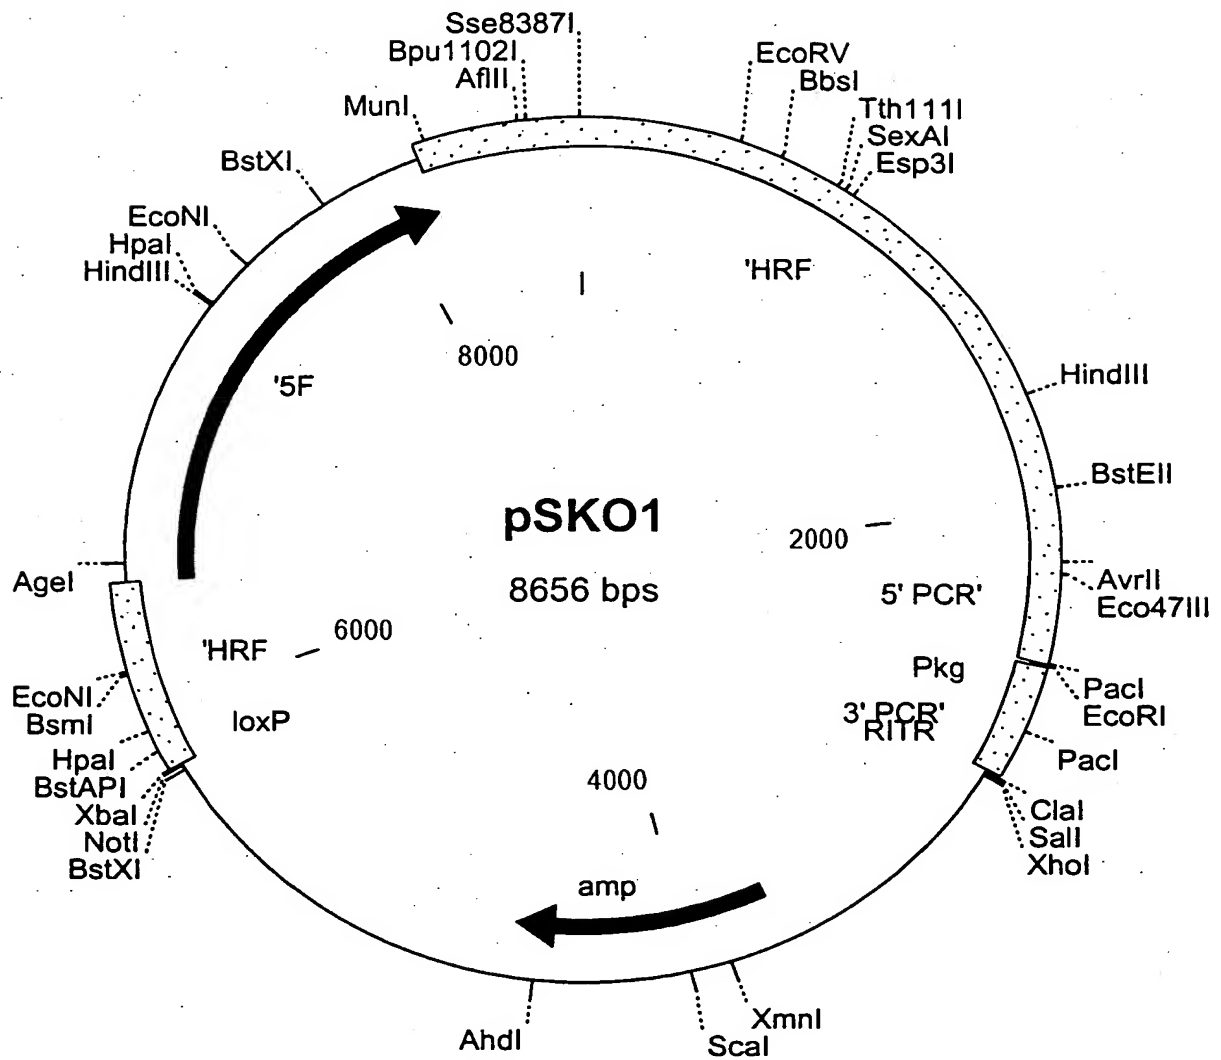 Sse8387I
Bpu1102I
AflII
MunI
EcoRV
BbsI
Tth111I
SexAI
Esp3I
BstXI
EcoNI
HpaI
HindIII
'HRF
8000
'5F
HindIII
BstEII
pSKO1
8656 bps
2000
AgeI
AvrII
Eco47III
5' PCR'
6000
'HRF
Pkg
EcoNI
BsmI
loxP
3' PCR'
RITR
PacI
EcoRI
HpaI
BstAPI
XbaI
NotI
BstXI
PacI
4000
ClaI
SalI
XhoI
amp
AhdI
ScaI
XmnI